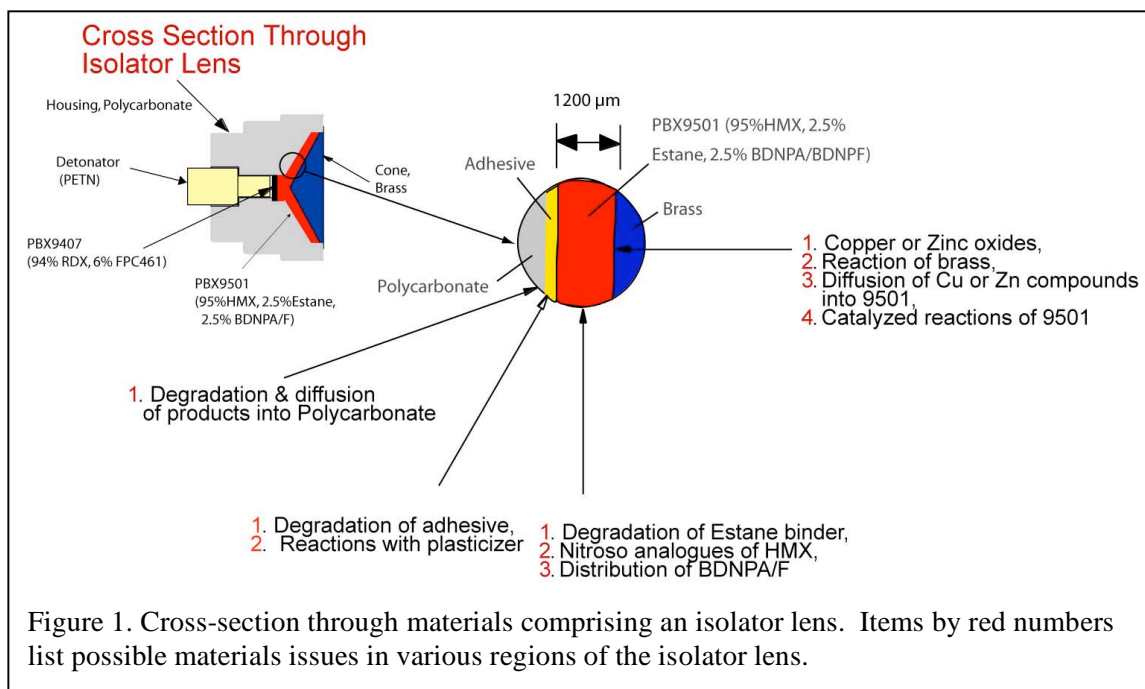 Cross Section Through
Isolator Lens
Housing, Polycarbonate
Detonator
(PETN)
Cone,
Brass
PBX9407
(94% RDX, 6% FPC461)
PBX9501
(95%HMX, 2.5%Estane,
2.5% BDNPA/F)
1200 µm
PBX9501 (95%HMX, 2.5%
Estane, 2.5% BDNPA/BDNPF)
Adhesive
Brass
Polycarbonate
1. Copper or Zinc oxides,
2. Reaction of brass,
3. Diffusion of Cu or Zn compounds
into 9501,
4. Catalyzed reactions of 9501
1. Degradation & diffusion
of products into Polycarbonate
1. Degradation of adhesive,
2. Reactions with plasticizer
1. Degradation of Estane binder,
2. Nitroso analogues of HMX,
3. Distribution of BDNPA/F
Figure 1. Cross-section through materials comprising an isolator lens. Items by red numbers
list possible materials issues in various regions of the isolator lens.